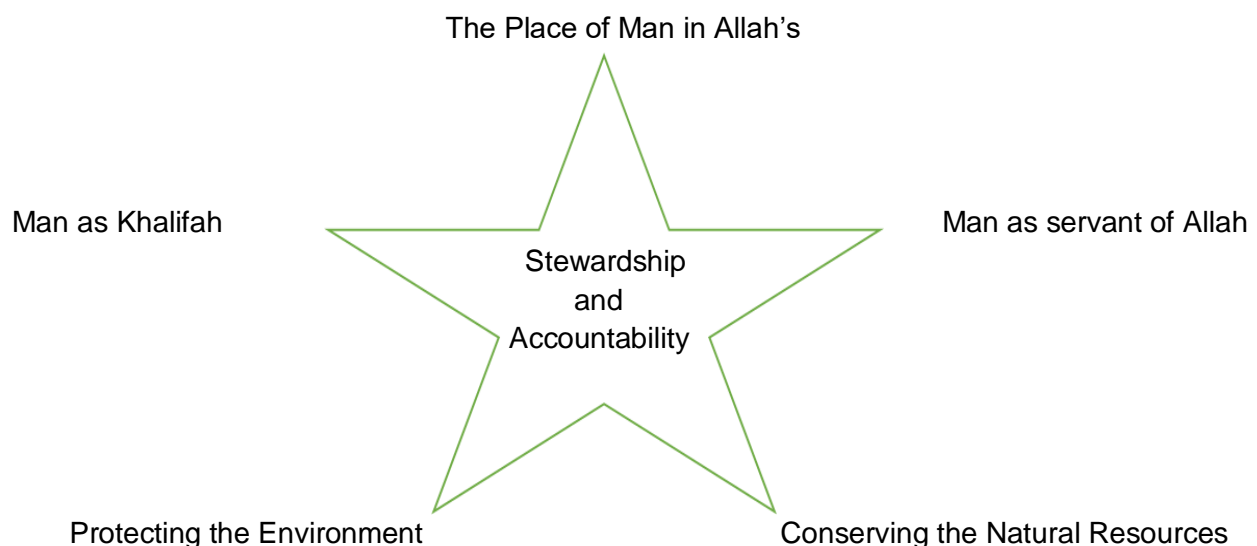 The Place of Man in Allah’s
Man as Khalifah
Man as servant of Allah
Stewardship
and
Accountability
Protecting the Environment
Conserving the Natural Resources